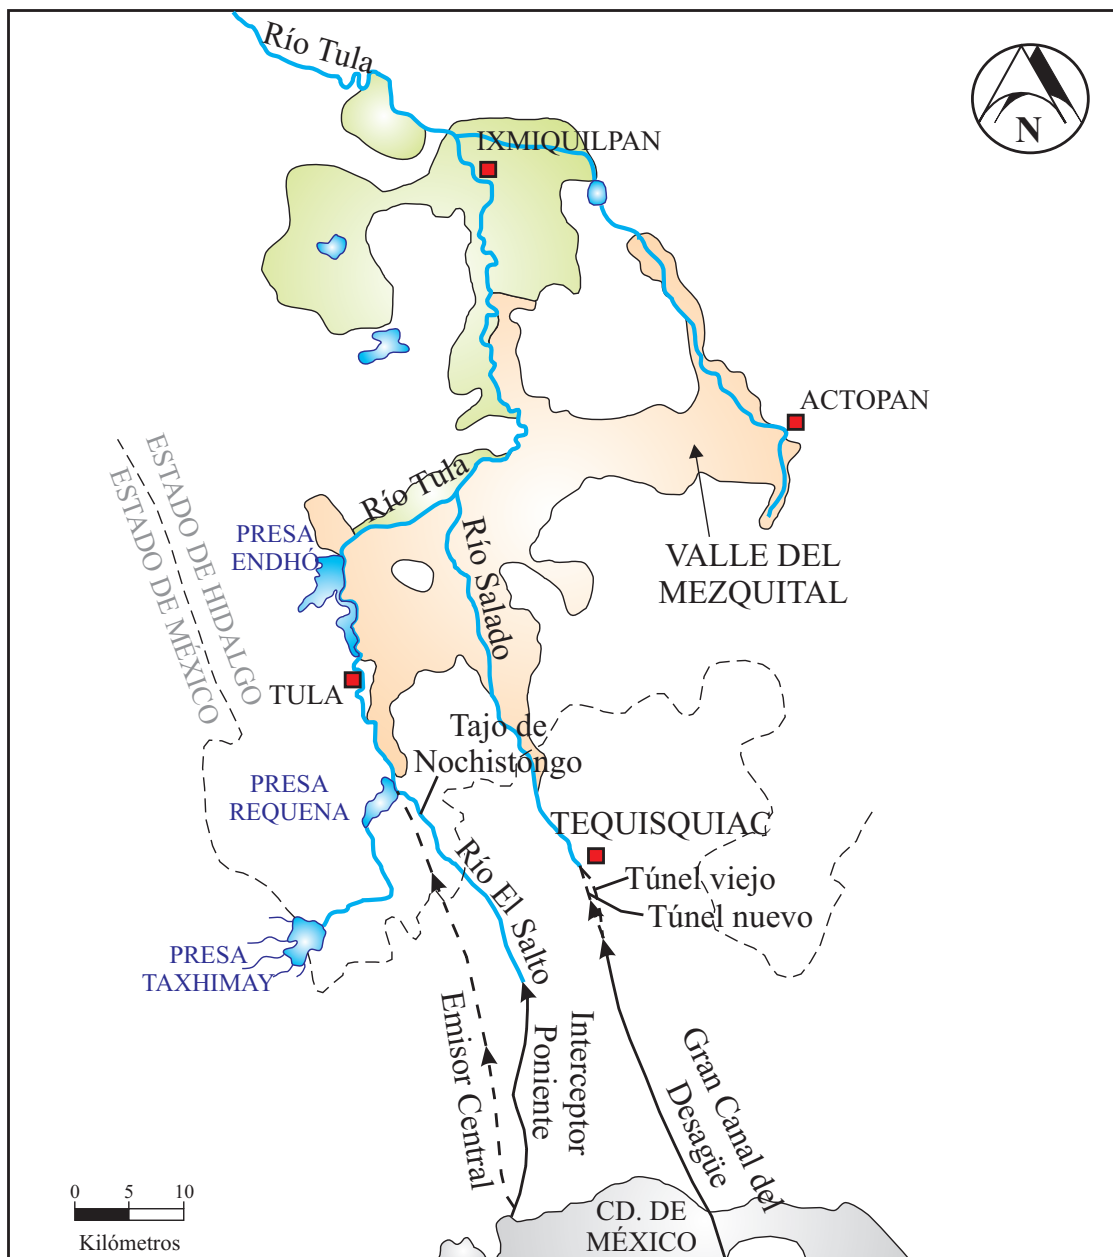 Río Tula
N
IXMIQUILPAN
ACTOPAN
ESTADO DE HIDALGO
ESTADO DE MÉXICO
Río Tula
PRESA
ENDHÓ
Río Salado
VALLE DEL
MEZQUITAL
TULA
Tajo de
Nochistongo
PRESA
REQUENA
TEQUISQUIAC
Túnel viejo
Túnel nuevo
Río El Salto
PRESA
TAXHIMAY
Emisor Central
Interceptor
Poniente
Gran Canal del
Desagüe
0 5 10
Kilómetros
CD. DE
MÉXICO